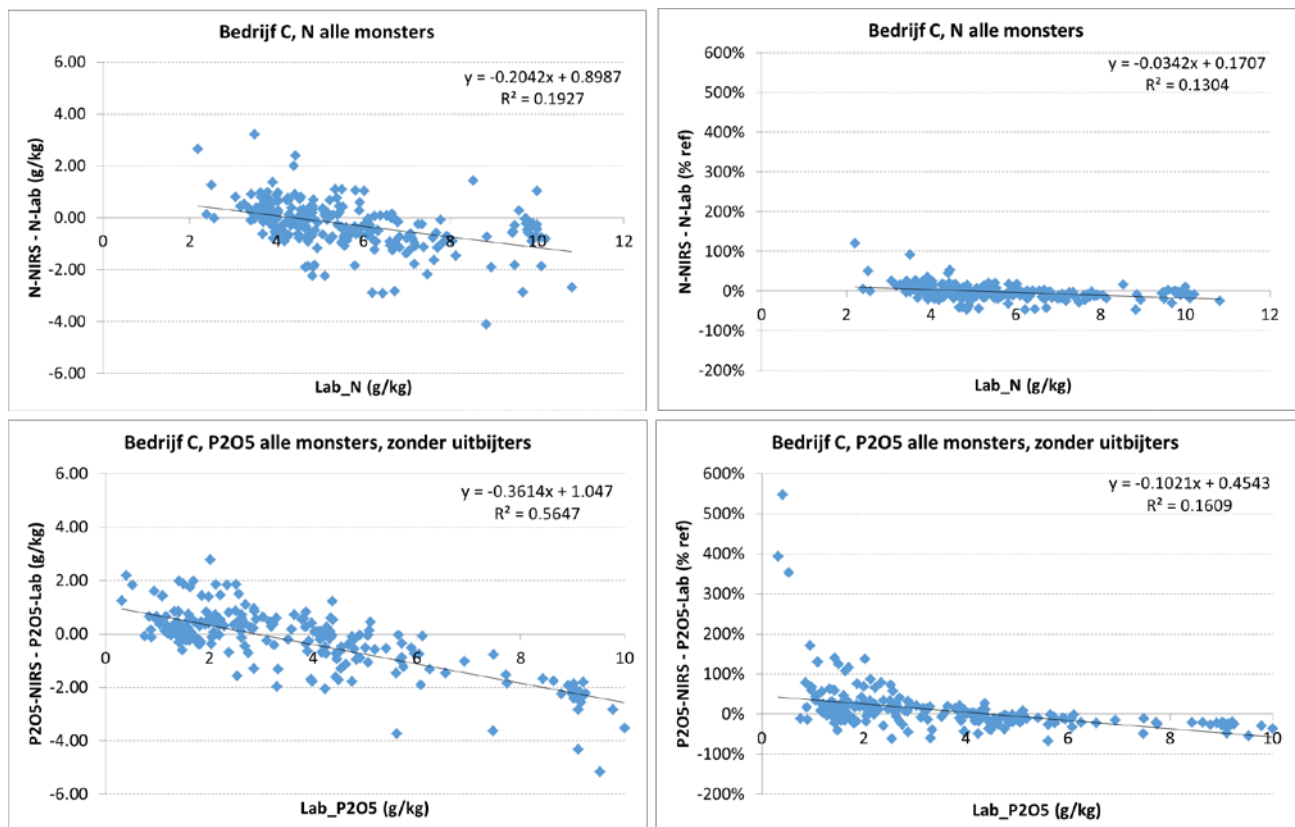 Bedrijf C, N alle monsters
y = -0.2042x + 0.8987
R² = 0.1927
6.00
4.00
2.00
0.00
-2.00
-4.00
-6.00
0
2
4
6
8
10
12
N-NIRS - N-Lab (g/kg)
Lab_N (g/kg)
Bedrijf C, N alle monsters
y = -0.0342x + 0.1707
R² = 0.1304
600%
500%
400%
300%
200%
100%
0%
-100%
-200%
0
2
4
6
8
10
12
N-NIRS - N-Lab (% ref)
Lab_N (g/kg)
Bedrijf C, P2O5 alle monsters, zonder uitbijters
y = -0.3614x + 1.047
R² = 0.5647
6.00
4.00
2.00
0.00
-2.00
-4.00
-6.00
0
2
4
6
8
10
P2O5-NIRS - P2O5-Lab (g/kg)
Lab_P2O5 (g/kg)
Bedrijf C, P2O5 alle monsters, zonder uitbijters
y = -0.1021x + 0.4543
R² = 0.1609
600%
500%
400%
300%
200%
100%
0%
-100%
-200%
0
2
4
6
8
10
P2O5-NIRS - P2O5-Lab (% ref)
Lab_P2O5 (g/kg)